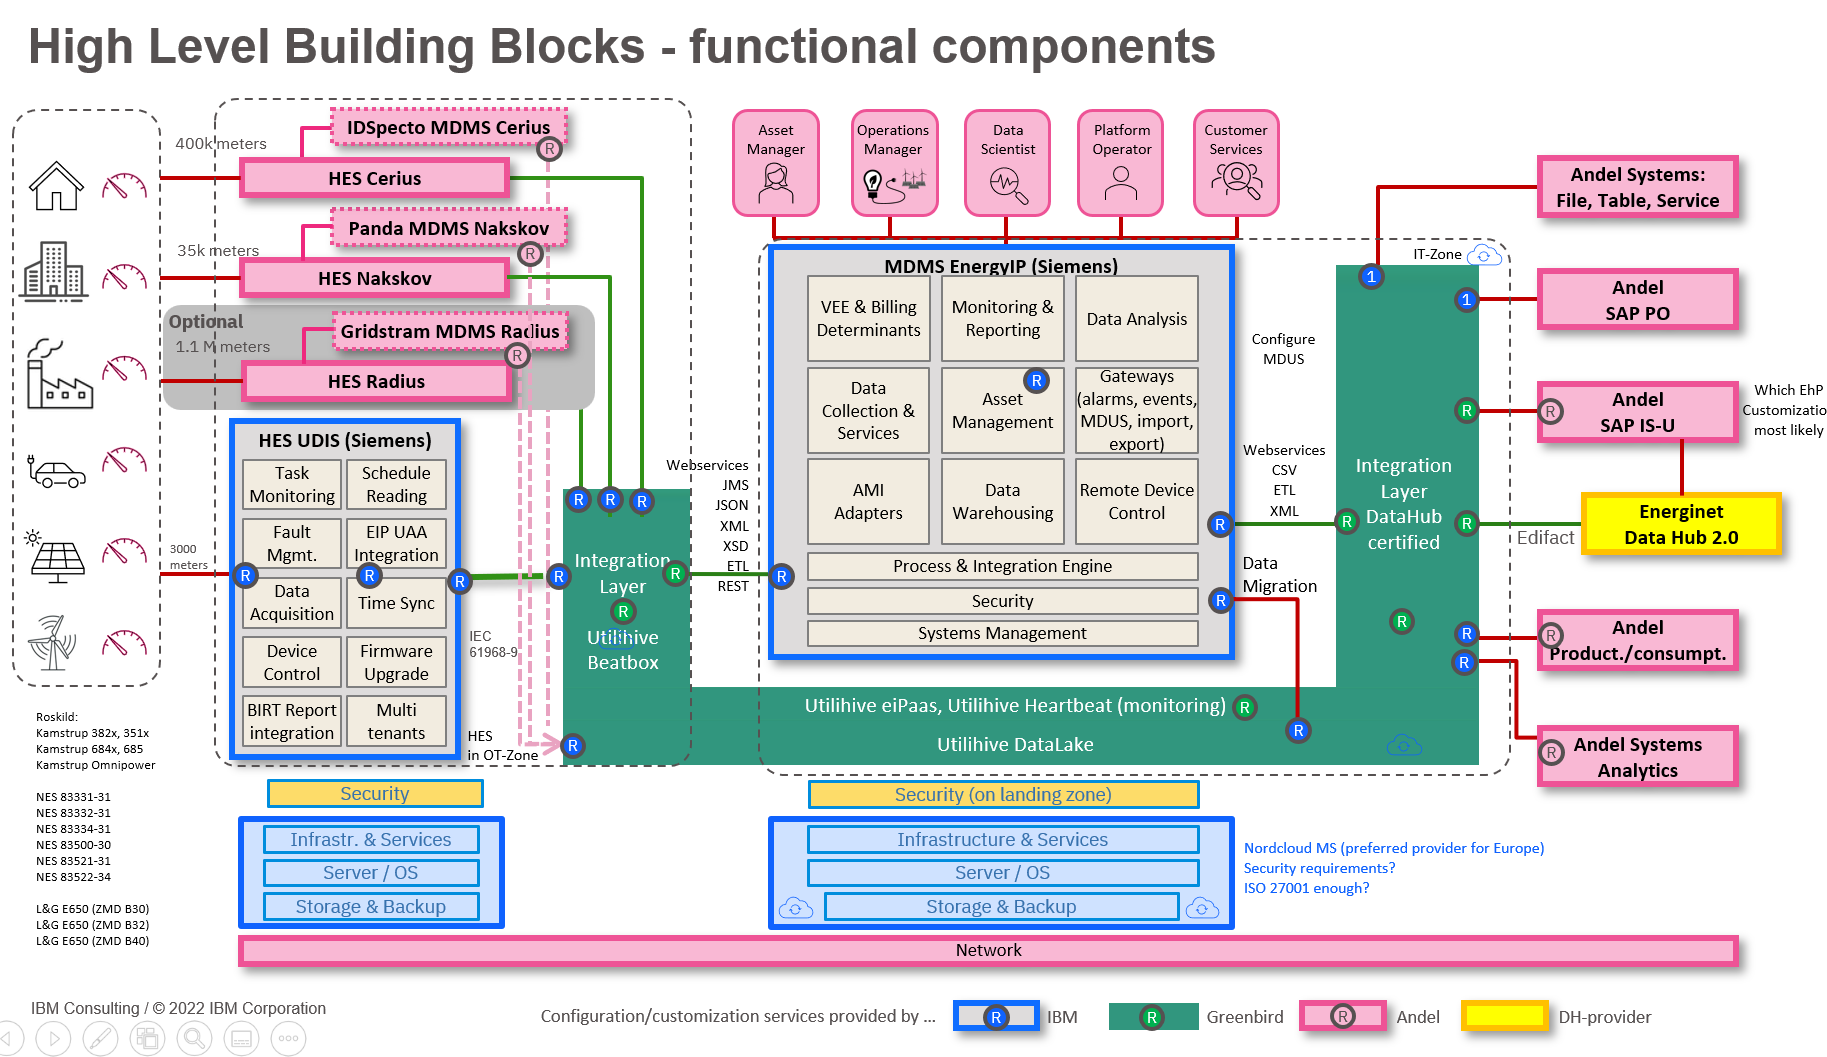 High Level Building Blocks - functional components
400k meters
IDSpecto MDMS Cerius
R
HES Cerius
35k meters
Panda MDMS Nakskov
R
HES Nakskov
Optional
1.1 M meters
Gridstram MDMS Radius
R
HES Radius
HES UDIS (Siemens)
Task
Monitoring
Schedule
Reading
Fault
Mgmt.
EIP UAA
Integration
3000
meters
R
R
R
Data
Acquisition
Time Sync
Device
Control
Firmware
Upgrade
BIRT Report
integration
Multi
tenants
IEC
61968-9
HES
in OT-Zone
R
R
R
R
R
R
Integration
Layer
R
R
Utilihive
Beatbox
Webservices
JMS
JSON
XML
XSD
ETL
REST
Asset
Manager
Operations
Manager
Data
Scientist
Platform
Operator
Customer
Services
MDMS EnergyIP (Siemens)
VEE & Billing
Determinants
Monitoring &
Reporting
Data Analysis
Data
Collection &
Services
R
Asset
Management
Gateways
(alarms, events,
MDUS, import,
export)
AMI
Adapters
Data
Warehousing
Remote Device
Control
R
R
R
Process & Integration Engine
Security
Systems Management
Configure
MDUS
Webservices
CSV
ETL
XML
Data
Migration
IT-Zone
1
1
R
R
R
R
R
R
Integration
Layer
DataHub
certified
Utilihive eiPaas, Utilihive Heartbeat (monitoring)
R
Utilihive DataLake
R
Andel Systems:
File, Table, Service
Andel
SAP PO
R
Andel
SAP IS-U
Which EhP
Customizatio
most likely
Edifact
Energinet
Data Hub 2.0
R
Andel
Product./consumpt.
R
Andel Systems
Analytics
Roskild:
Kamstrup 382x, 351x
Kamstrup 684x, 685
Kamstrup Omnipower
NES 83331-31
NES 83332-31
NES 83334-31
NES 83500-30
NES 83521-31
NES 83522-34
L&G E650 (ZMD B30)
L&G E650 (ZMD B32)
L&G E650 (ZMD B40)
Security
Infrastr. & Services
Server / OS
Storage & Backup
Security (on landing zone)
Infrastructure & Services
Server / OS
Storage & Backup
Nordcloud MS (preferred provider for Europe)
Security requirements?
ISO 27001 enough?
Network
IBM Consulting / © 2022 IBM Corporation
Configuration/customization services provided by ...
R
IBM
R
Greenbird
R
Andel
DH-provider